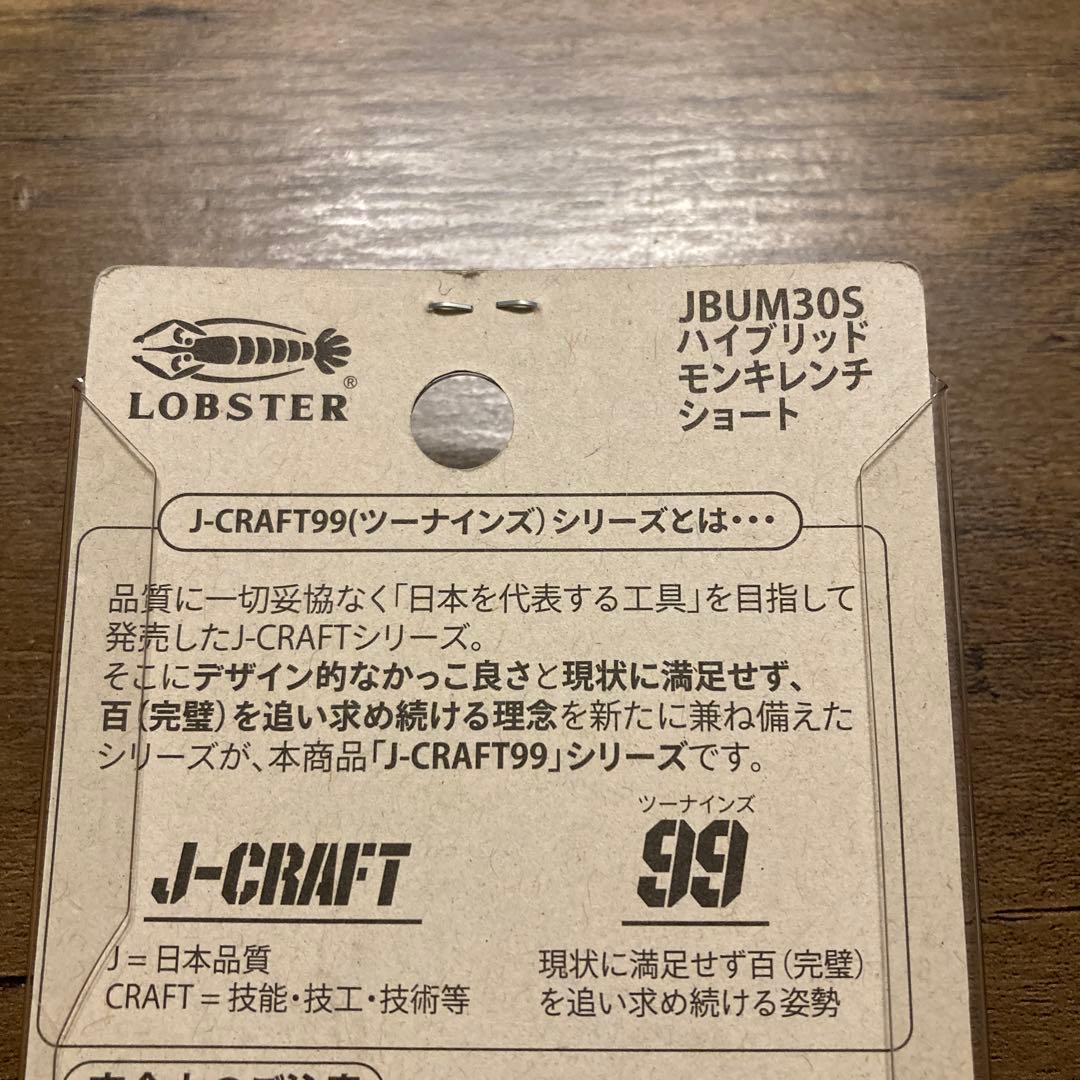 LOBSTER®
JBUM30S
ハイブリッド
モンキレンチ
ショート
J-CRAFT99(ツーナインズ)シリーズとは･･･
品質に一切妥協なく「日本を代表する工具」を目指して
発売したJ-CRAFTシリーズ。
そこにデザイン的なかっこ良さと現状に満足せず、
百(完璧)を追い求め続ける理念を新たに兼ね備えた
シリーズが、本商品「J-CRAFT99」シリーズです。
J-CRAFT
J=日本品質
CRAFT=技能・技工・技術等
ツーナインズ
99
現状に満足せず百(完璧)
を追い求め続ける姿勢